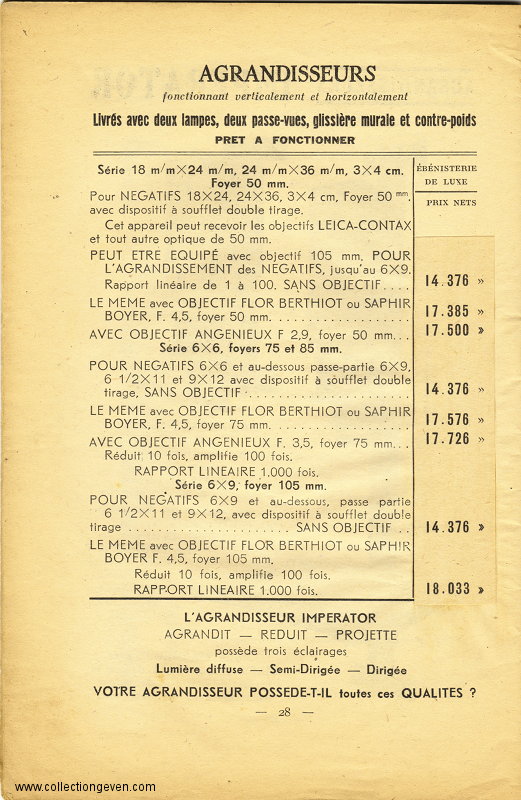 AGRANDISSEURS
fonctionnant verticalement et horizontalement
Livrés avec deux lampes, deux passe-vues, glissière murale et contre-poids
PRET A FONCTIONNER
Série 18 m/m×24 m/m, 24 m/m×36 m/m, 3×4 cm.
Foyer 50 mm.
ÉBÉNISTERIE
DE LUXE
PRIX NETS
Pour NEGATIFS 18×24, 24×36, 3×4 cm, Foyer 50 mm.
avec dispositif à soufflet double tirage.
Cet appareil peut recevoir les objectifs LEICA-CONTAX
et tout autre optique de 50 mm.
PEUT ETRE EQUIPÉ avec objectif 105 mm. POUR
L'AGRANDISSEMENT des NEGATIFS, jusqu'au 6×9.
Rapport linéaire de 1 à 100. SANS OBJECTIF.... 14.376 »
LE MEME avec OBJECTIF FLOR BERTHIOT ou SAPHIR
BOYER, F. 4,5, foyer 50 mm. .................... 17.385 »
AVEC OBJECTIF ANGENIEUX F 2,9, foyer 50 mm... 17.500 »
Série 6×6, foyers 75 et 85 mm.
POUR NEGATIFS 6×6 et au-dessous passe-partie 6×9,
6 1/2×11 et 9×12 avec dispositif à soufflet double
tirage, SANS OBJECTIF ........................ 14.376 »
LE MEME avec OBJECTIF FLOR BERTHIOT ou SAPHIR
BOYER, F. 4,5, foyer 75 mm. .................... 17.576 »
AVEC OBJECTIF ANGENIEUX F. 3,5, foyer 75 mm... 17.726 »
Réduit 10 fois, amplifie 100 fois.
RAPPORT LINEAIRE 1.000 fois.
Série 6×9, foyer 105 mm.
POUR NEGATIFS 6×9 et au-dessous, passe partie
6 1/2×11 et 9×12, avec dispositif à soufflet double
tirage ........................ SANS OBJECTIF .. 14.376 »
LE MEME avec OBJECTIF FLOR BERTHIOT ou SAPHIR
BOYER F. 4,5, foyer 105 mm.
Réduit 10 fois, amplifie 100 fois.
RAPPORT LINEAIRE 1.000 fois. 18.033 »
L'AGRANDISSEUR IMPERATOR
AGRANDIT — REDUIT — PROJETTE
possède trois éclairages
Lumière diffuse — Semi-Dirigée — Dirigée
VOTRE AGRANDISSEUR POSSEDE-T-IL toutes ces QUALITES ?
— 28 —
www.collectiongeven.com